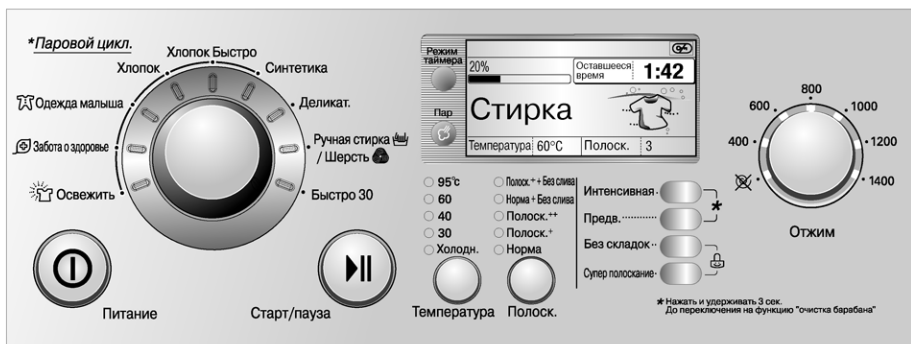 *Паровой цикл.
Хлопок Быстро
Хлопок
Синтетика
Одежда малыша
Деликат.
Забота о здоровье
Ручная стирка
/ Шерсть
Освежить
Быстро 30
Питание
Старт/пауза
Режим
таймера
Пар
20%
Оставшееся
время
1:42
Стирка
Температура 60°C Полоск. 3
95°c
60
40
30
Холодн.
Температура
Полоск.++ Без слива
Норма + Без слива
Полоск.++
Полоск.+
Норма
Полоск.
Интенсивная
Предв.
Без складок
Супер полоскание
*
* Нажать и удерживать 3 сек.
До переключения на функцию "очистка барабана"
800
600
1000
400
1200
1400
Отжим